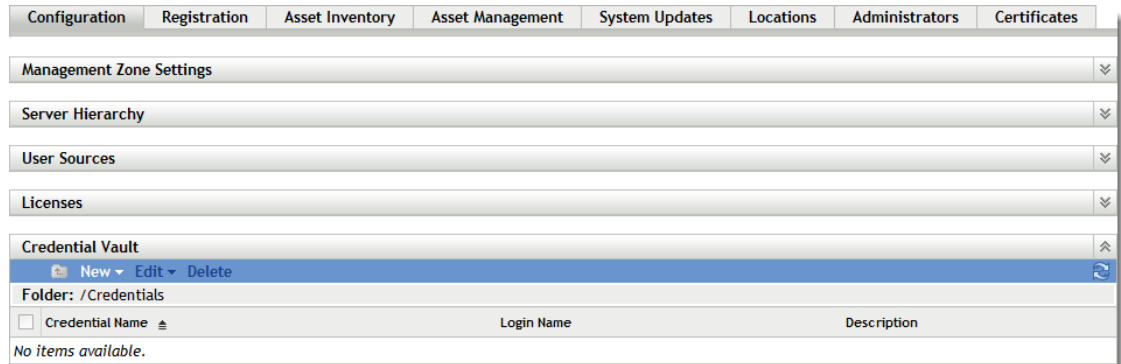 Configuration Registration Asset Inventory Asset Management System Updates Locations Administrators Certificates
Management Zone Settings
Server Hierarchy
User Sources
Licenses
Credential Vault
New Edit Delete
Folder: /Credentials
Credential Name Login Name Description
No items available.